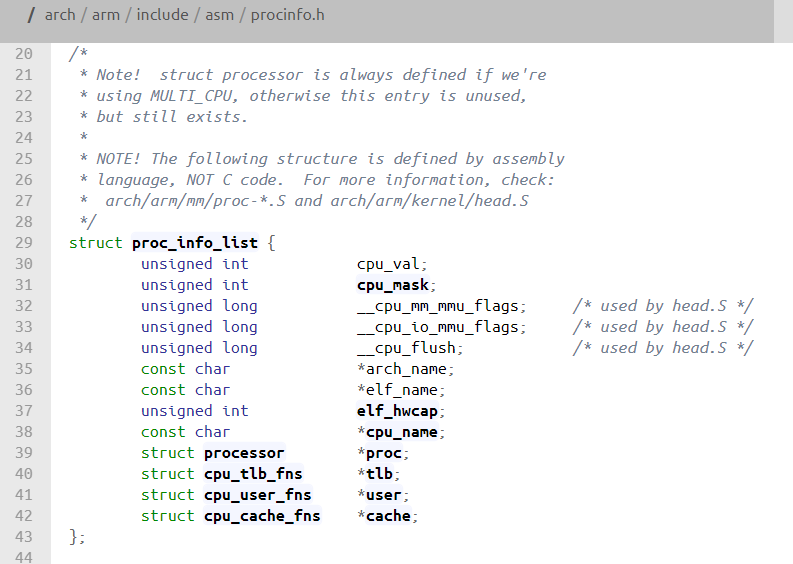 / arch / arm / include / asm / procinfo.h
20 /*
21  * Note!  struct processor is always defined if we're
22  * using MULTI_CPU, otherwise this entry is unused,
23  * but still exists.
24  *
25  * NOTE! The following structure is defined by assembly
26  * language, NOT C code.  For more information, check:
27  *  arch/arm/mm/proc-*.S and arch/arm/kernel/head.S
28  */
29 struct proc_info_list {
30         unsigned int            cpu_val;
31         unsigned int            cpu_mask;
32         unsigned long           __cpu_mm_mmu_flags;     /* used by head.S */
33         unsigned long           __cpu_io_mmu_flags;     /* used by head.S */
34         unsigned long           __cpu_flush;            /* used by head.S */
35         const char              *arch_name;
36         const char              *elf_name;
37         unsigned int            elf_hwcap;
38         const char              *cpu_name;
39         struct processor        *proc;
40         struct cpu_tlb_fns      *tlb;
41         struct cpu_user_fns     *user;
42         struct cpu_cache_fns    *cache;
43 };
44